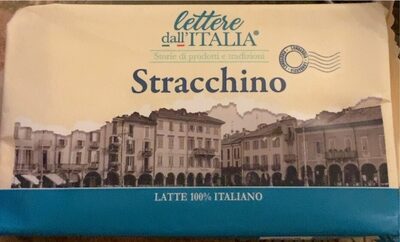 lettere
dall'ITALIA®
Storie di prodotti e tradizioni
Stracchino
LATTE 100% ITALIANO